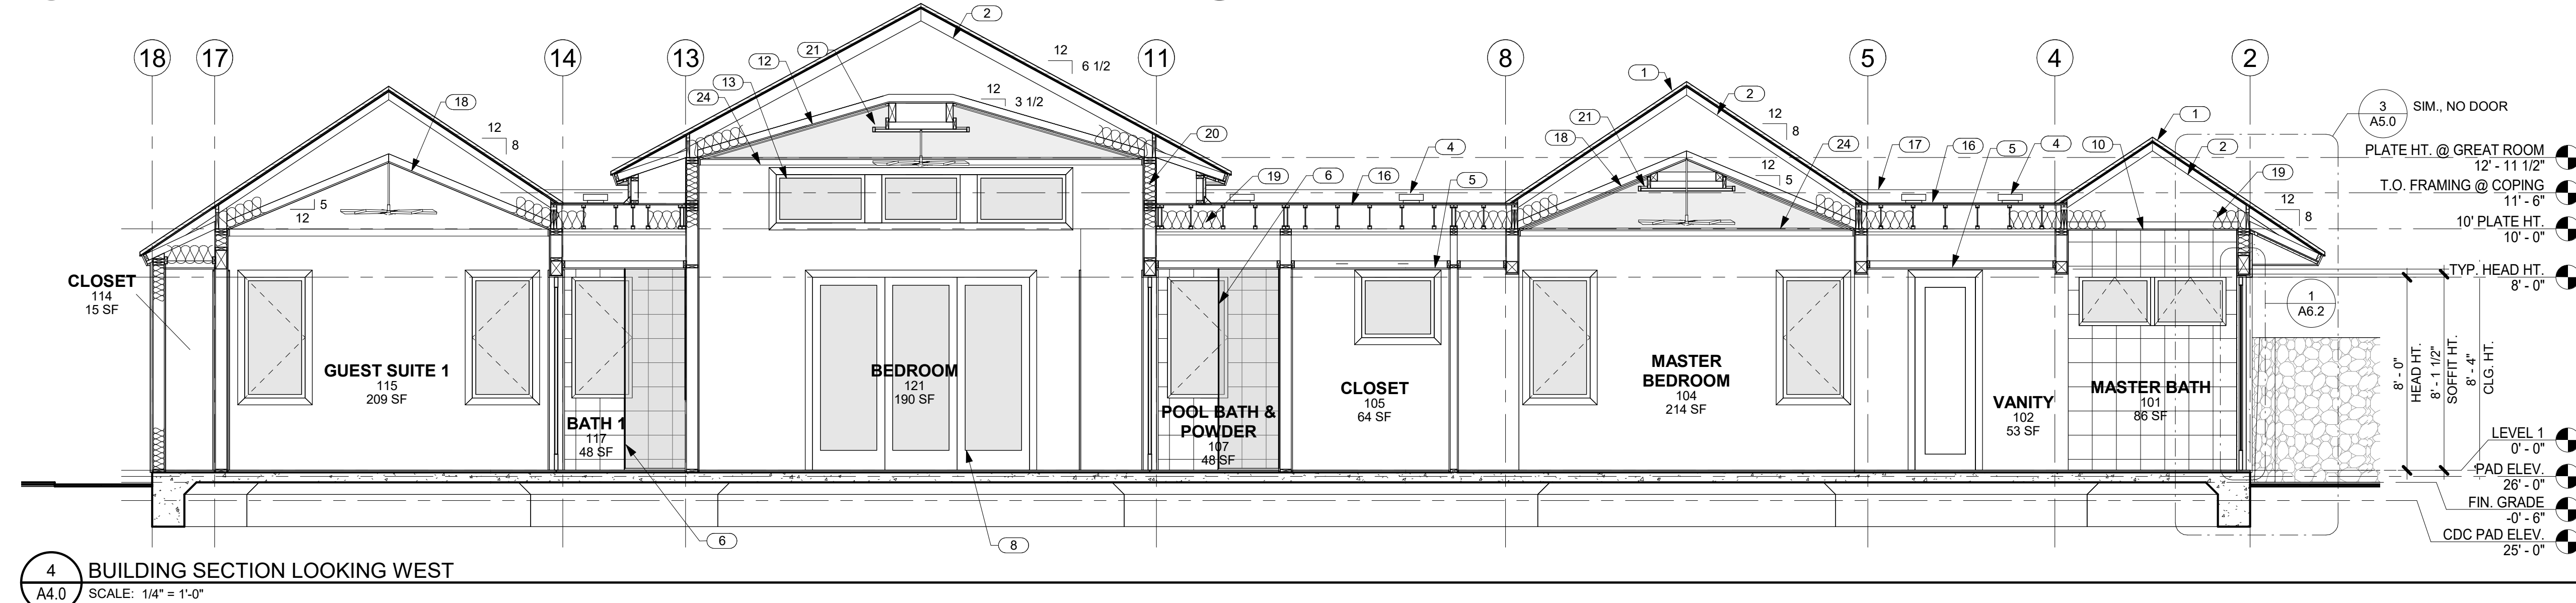 18
17
14
13
11
8
5
4
2
2
12
6 1/2
21
12
13
24
12
3 1/2
18
12
8
5
12
20
19
6
4
16
5
1
2
12
8
21
18
12
5
24
17
16
4
5
10
1
2
19
12
8
3
A5.0
SIM., NO DOOR
PLATE HT. @ GREAT ROOM
12' - 11 1/2"
T.O. FRAMING @ COPING
11' - 6"
10' PLATE HT.
10' - 0"
TYP. HEAD HT.
8' - 0"
1
A6.2
8' - 0"
HEAD HT.
8' - 1 1/2"
SOFFIT HT.
8' - 4"
CLG. HT.
LEVEL 1
0' - 0"
PAD ELEV.
26' - 0"
FIN. GRADE
-0' - 6"
CDC PAD ELEV.
25' - 0"
CLOSET
114
15 SF
GUEST SUITE 1
115
209 SF
BATH 1
117
48 SF
BEDROOM
121
190 SF
POOL BATH &
POWDER
107
48 SF
CLOSET
105
64 SF
MASTER
BEDROOM
104
214 SF
VANITY
102
53 SF
MASTER BATH
101
86 SF
6
8
4
A4.0
BUILDING SECTION LOOKING WEST
SCALE: 1/4" = 1'-0"